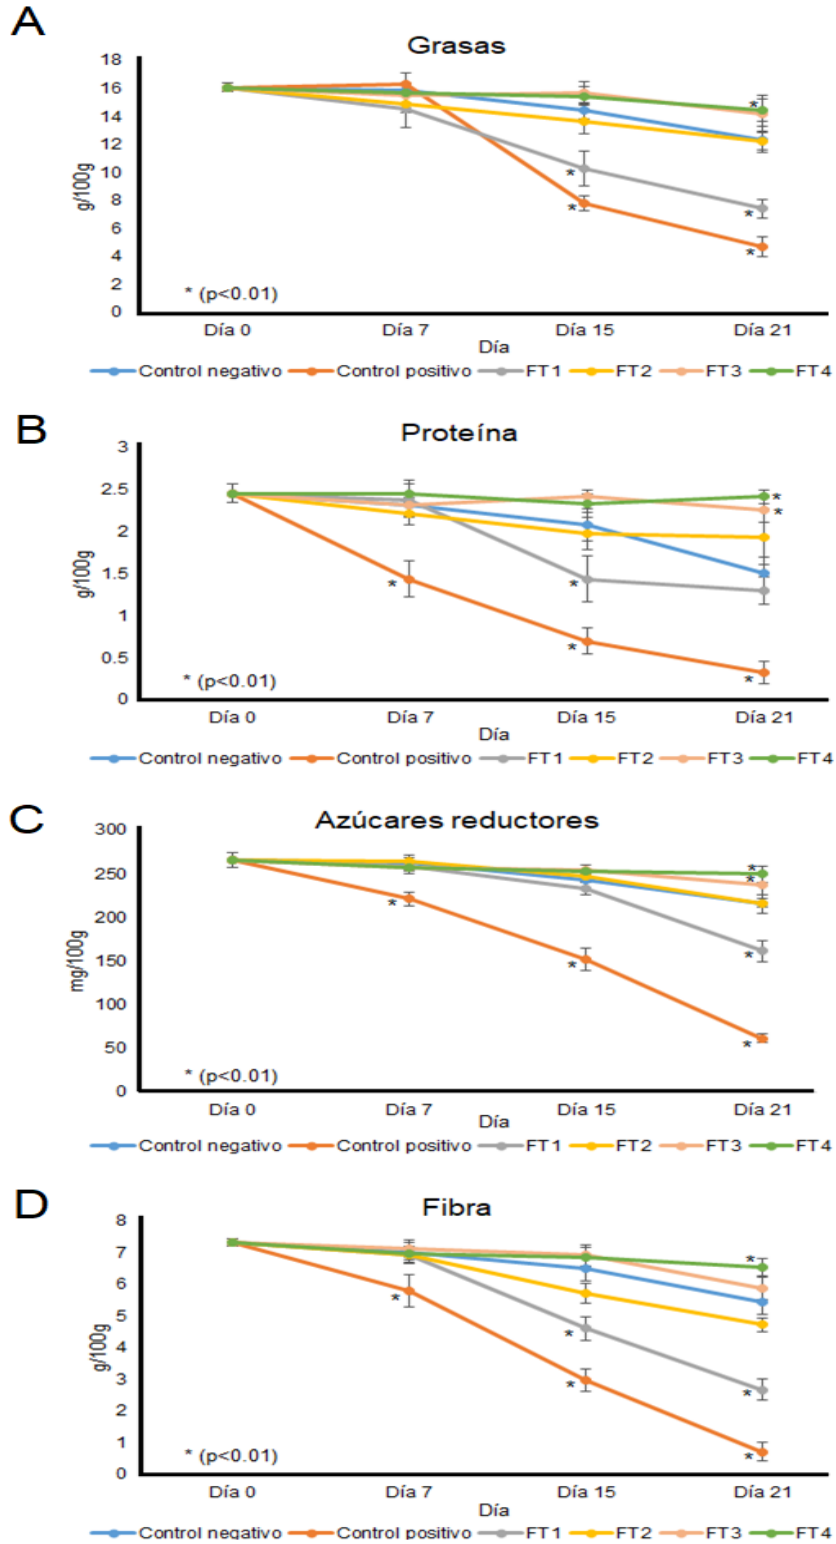 A
Grasas
18
16
14
12
10
8
6
4
2
0
g/100g
*
*
*
*
*
* (p<0.01)
Día 0 Día 7 Día 15 Día 21
Día
Control negativo Control positivo FT1 FT2 FT3 FT4
B
Proteína
3
2.5
2
1.5
1
0.5
0
g/100g
*
*
*
*
*
*
* (p<0.01)
Día 0 Día 7 Día 15 Día 21
Día
Control negativo Control positivo FT1 FT2 FT3 FT4
C
Azúcares reductores
300
250
200
150
100
50
0
mg/100g
*
*
*
*
*
*
* (p<0.01)
Día 0 Día 7 Día 15 Día 21
Día
Control negativo Control positivo FT1 FT2 FT3 FT4
D
Fibra
8
7
6
5
4
3
2
1
0
g/100g
*
*
*
*
*
*
* (p<0.01)
Día 0 Día 7 Día 15 Día 21
Día
Control negativo Control positivo FT1 FT2 FT3 FT4